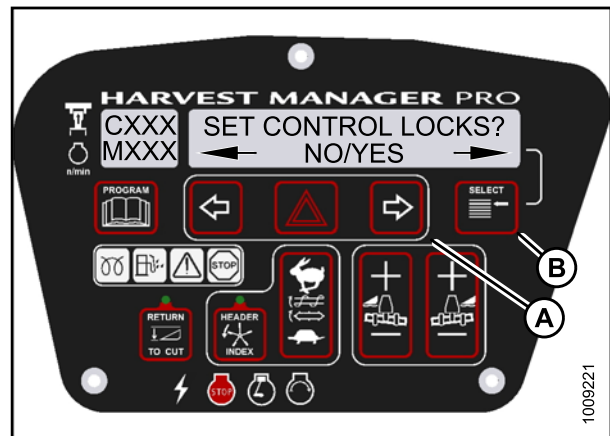 HARVEST MANAGER PRO
CXXX
MXXX
SET CONTROL LOCKS?
NO/YES
n/min
PROGRAM
SELECT
B
A
STOP
RETURN
TO CUT
HEADER
INDEX
STOP
1009221